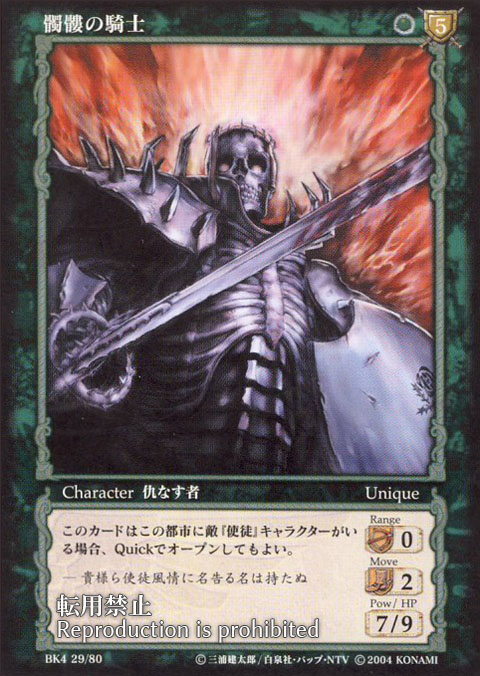 髑髏の騎士
5
Character 仇なす者
Unique
このカードはこの都市に敵『使徒』キャラクターがい
る場合、Quickでオープンしてもよい。
― 貴様ら使徒風情に名告る名は持たぬ
Range
0
Move
2
Pow/ HP
7/9
転用禁止
Reproduction is prohibited
BK4 29/80
© 三浦建太郎/白泉社・バップ・NTV © 2004 KONAMI